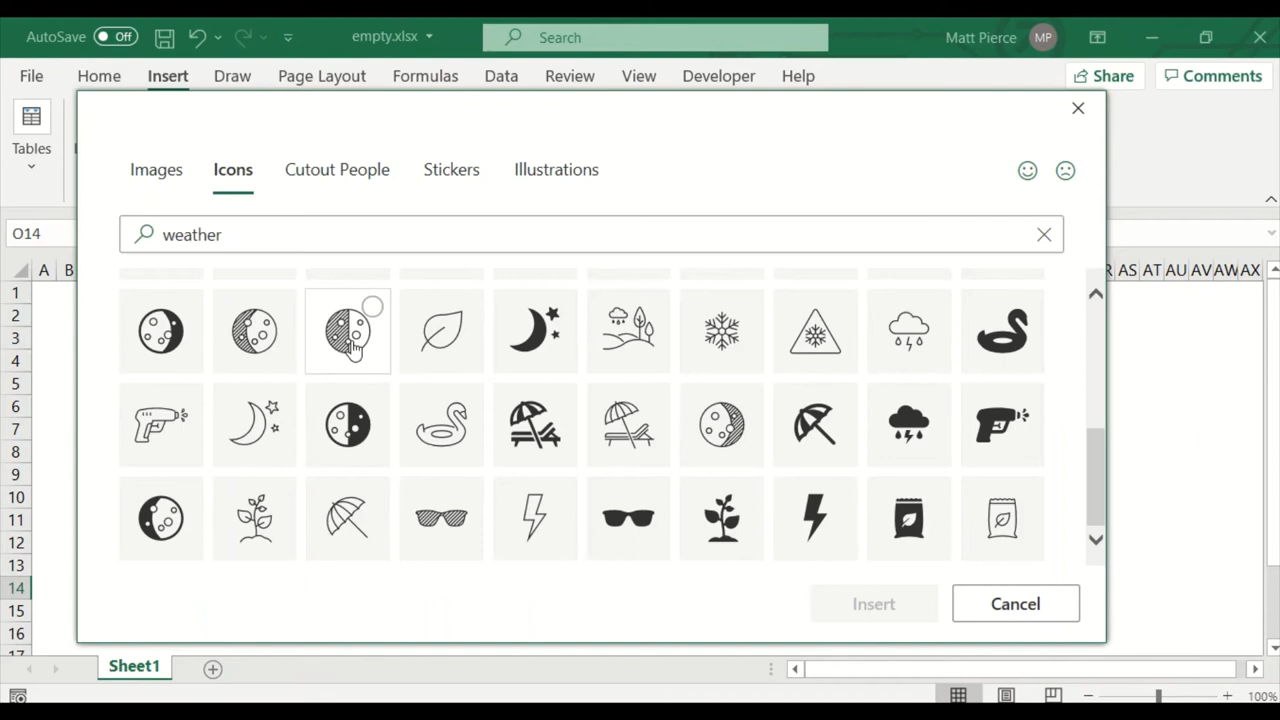 AutoSave Off empty.xlsx Search Matt Pierce MP
File Home Insert Draw Page Layout Formulas Data Review View Developer Help Share Comments
Tables
Images Icons Cutout People Stickers Illustrations
weather
O14
A B AS AT AU AV AW AX
1
2
3
4
5
6
7
8
9
10
11
12
13
14
15
16
Insert Cancel
Sheet1
100%